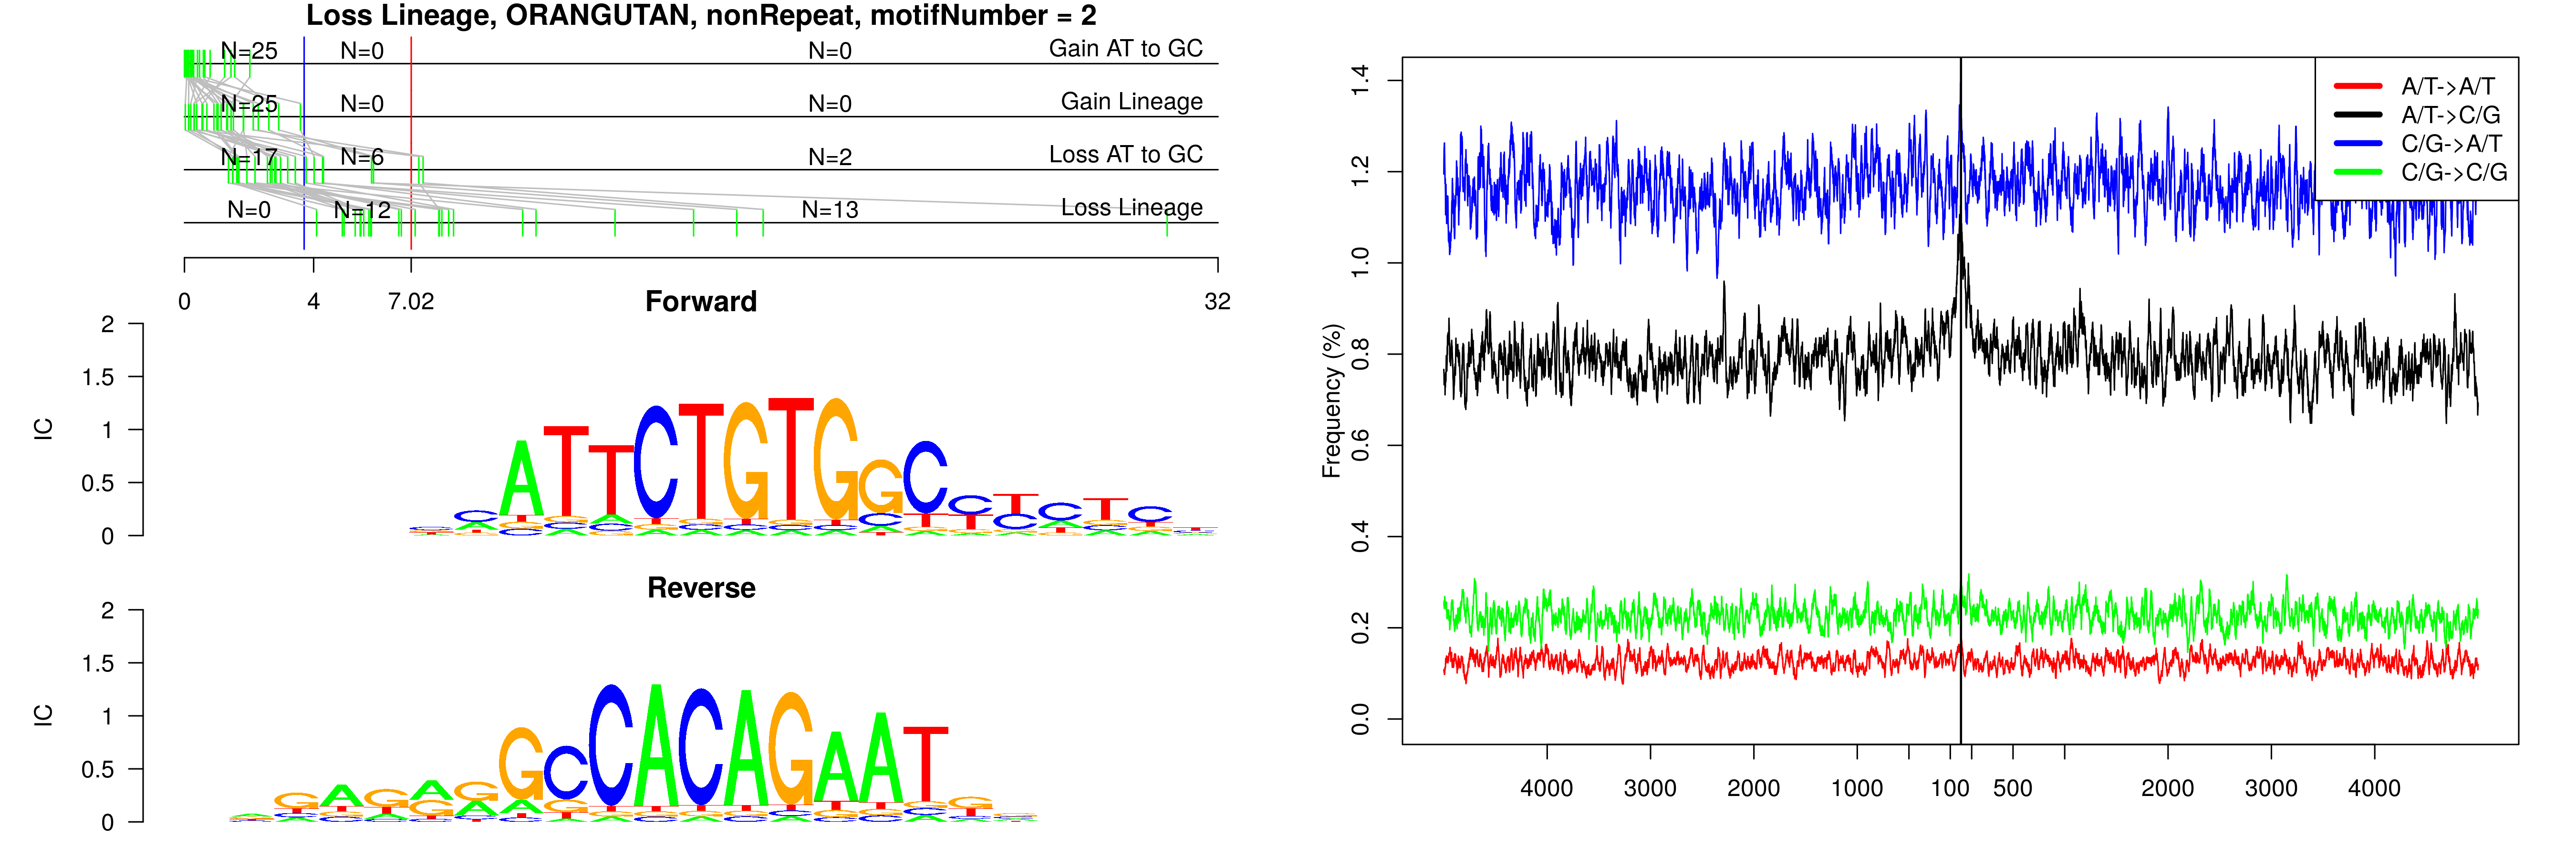 Loss Lineage, ORANGUTAN, nonRepeat, motifNumber = 2
N=25 N=0 N=0 Gain AT to GC
N=25 N=0 N=0 Gain Lineage
N=17 N=6 N=2 Loss AT to GC
N=0 N=12 N=13 Loss Lineage
0 4 7.02 32
Forward
IC
2
1.5
1
0.5
0
ATTCTGTGGCCTCTC
Reverse
IC
2
1.5
1
0.5
0
GAGAGGCCACAGAATG
Frequency (%)
1.4
1.2
1.0
0.8
0.6
0.4
0.2
0.0
A/T->A/T
A/T->C/G
C/G->A/T
C/G->C/G
4000 3000 2000 1000 100 500 2000 3000 4000